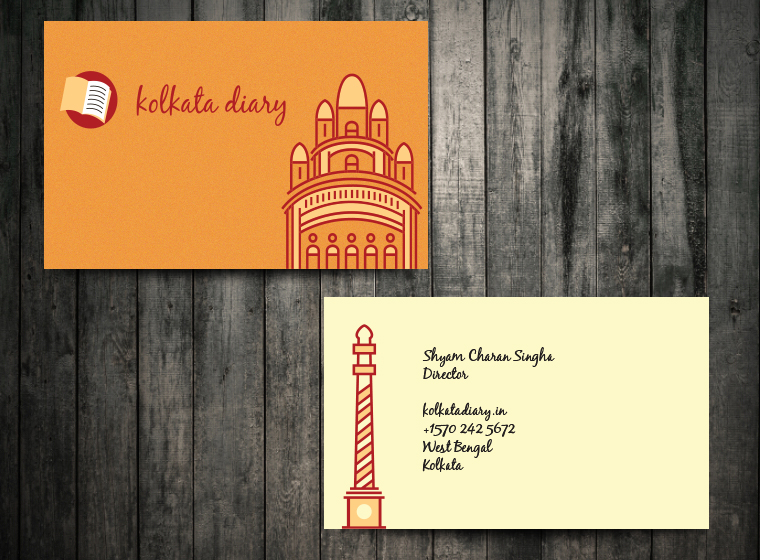 kolkata diary
Shyam Charan Singha
Director
kolkatadiary.in
+1570 242 5672
West Bengal
Kolkata